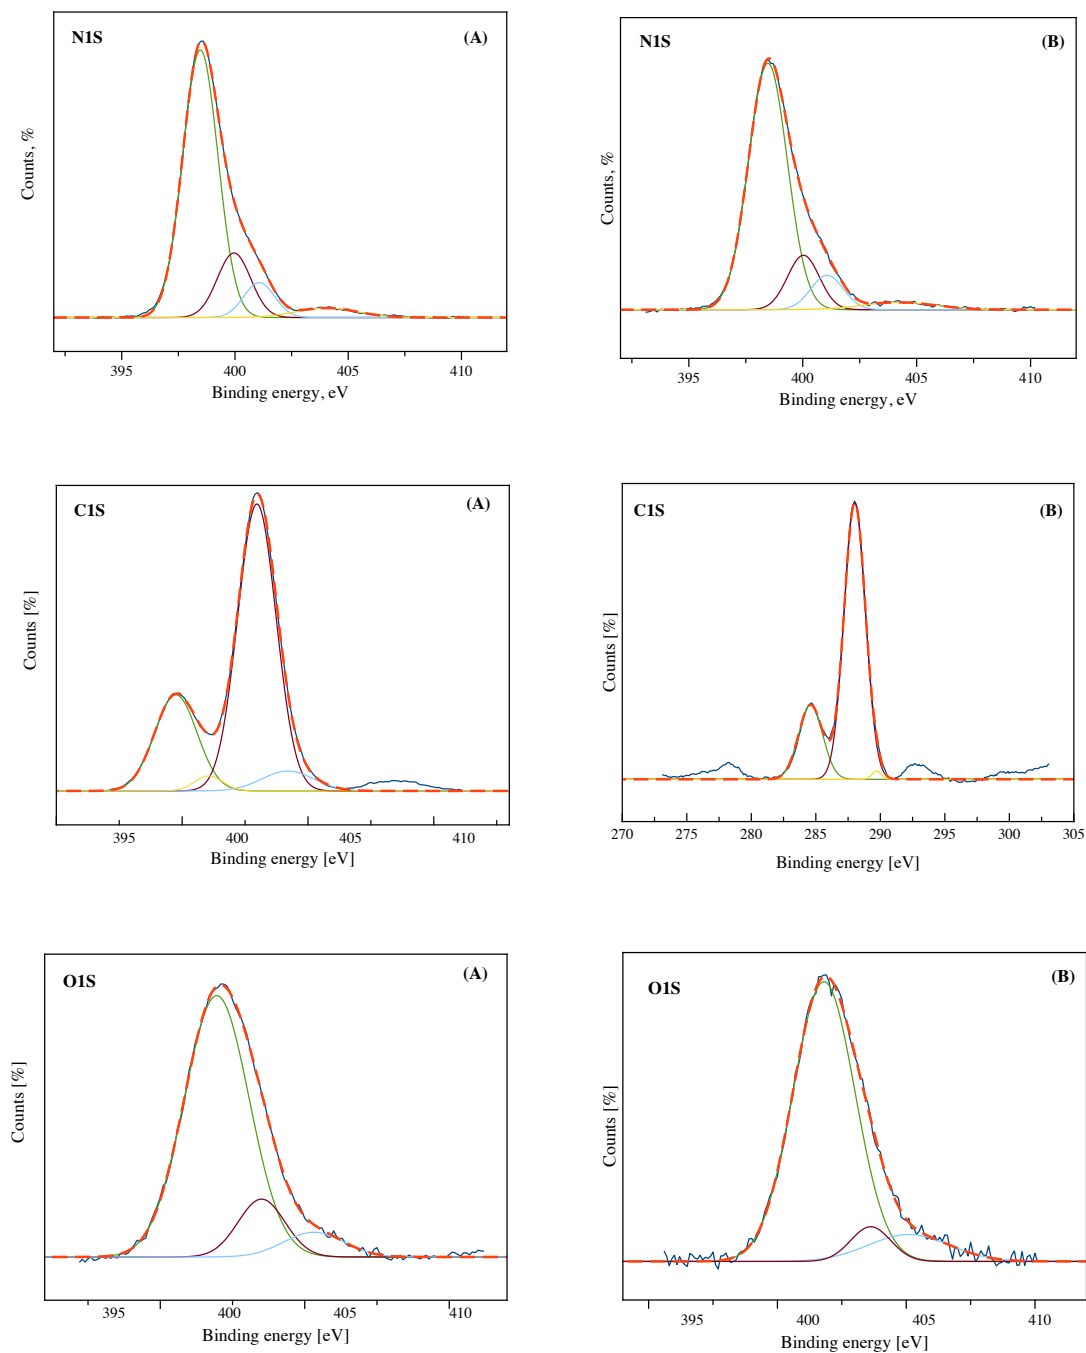 N1S
(A)
Counts, %
395
400
405
410
Binding energy, eV
N1S
(B)
Counts, %
395
400
405
410
Binding energy, eV
C1S
(A)
Counts [%]
395
400
405
410
Binding energy [eV]
C1S
(B)
Counts [%]
270
275
280
285
290
295
300
305
Binding energy [eV]
O1S
(A)
Counts [%]
395
400
405
410
Binding energy [eV]
O1S
(B)
Counts [%]
395
400
405
410
Binding energy [eV]